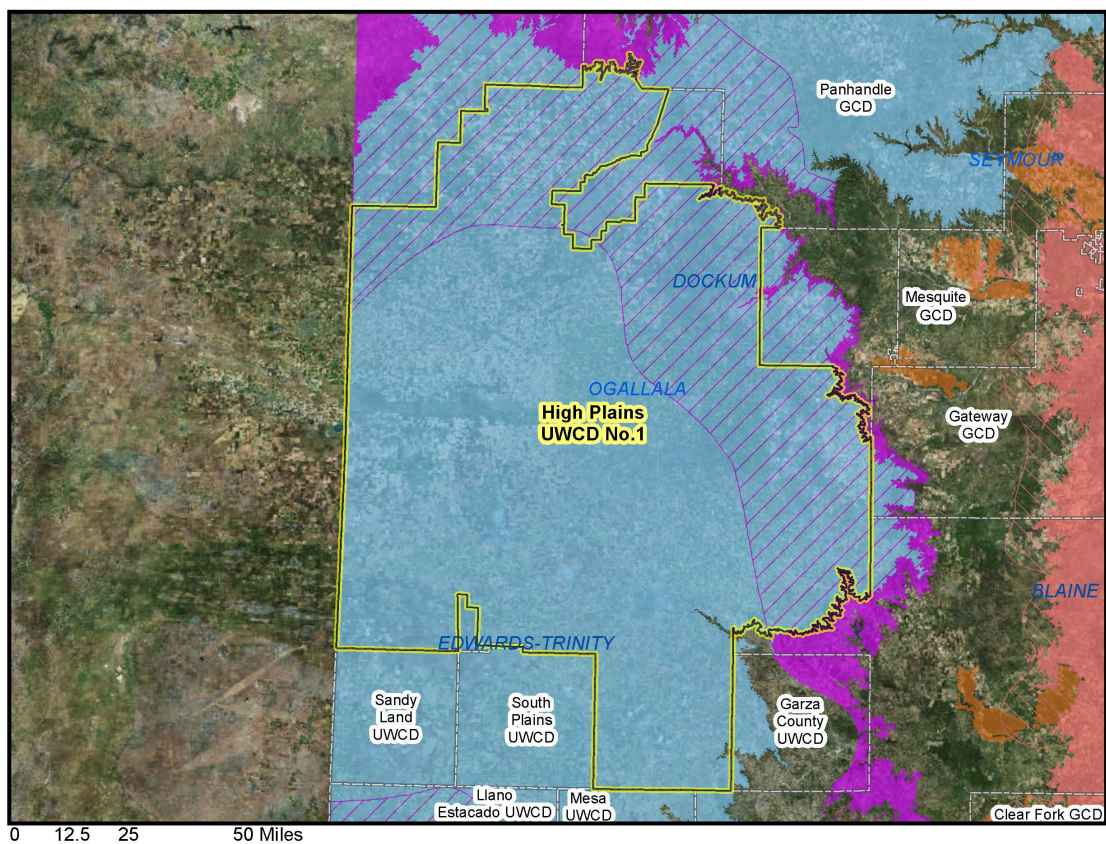 Panhandle
GCD
SEYMOUR
DOCKUM
Mesquite
GCD
OGALLALA
High Plains
UWCD No.1
Gateway
GCD
BLAINE
EDWARDS-TRINITY
Sandy
Land
UWCD
South
Plains
UWCD
Garza
County
UWCD
Llano
Estacado UWCD
Mesa
UWCD
Clear Fork GCD
0 12.5 25 50 Miles